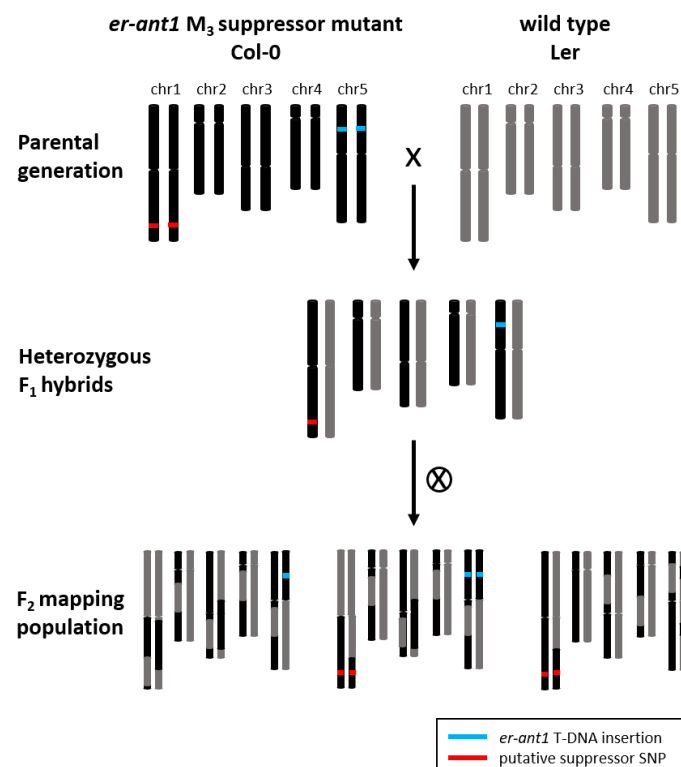 er-ant1 M₃ suppressor mutant
Col-0
wild type
Ler
chr1 chr2 chr3 chr4 chr5
chr1 chr2 chr3 chr4 chr5
Parental
generation
X
Heterozygous
F₁ hybrids
F₂ mapping
population
er-ant1 T-DNA insertion
putative suppressor SNP